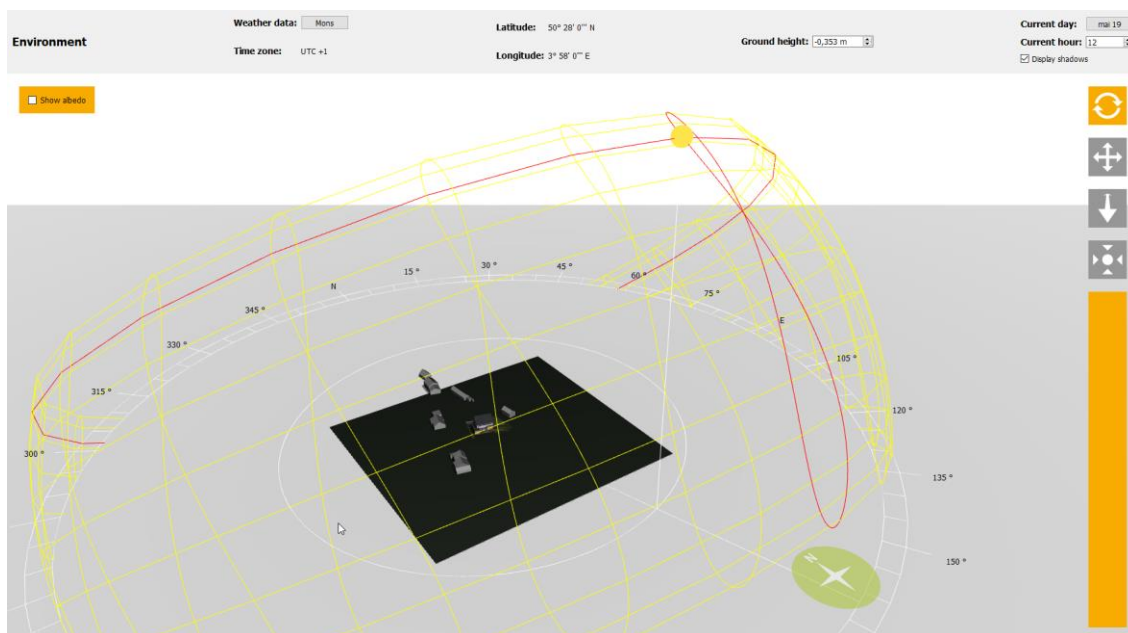 Environment
Weather data: Mons
Time zone: UTC +1
Latitude: 50° 28' 0'''' N
Longitude: 3° 58' 0'''' E
Ground height: -0,353 m
Current day: mai 19
Current hour: 12
Display shadows
Show albedo
N
15 °
30 °
45 °
60 °
75 °
E
105 °
120 °
135 °
150 °
345 °
330 °
315 °
300 °
N